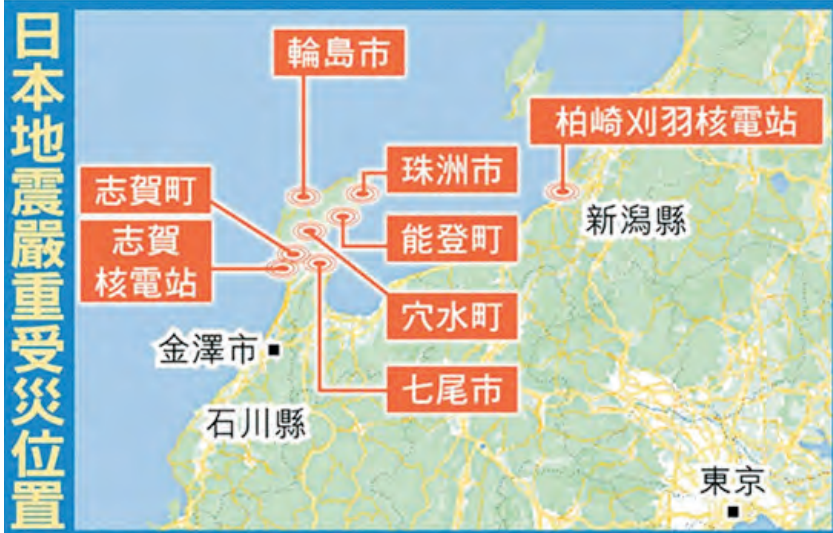 日本地震嚴重受災位置
輪島市
柏崎刈羽核電站
珠洲市
志賀町
新潟縣
能登町
志賀
核電站
穴水町
金澤市
七尾市
石川縣
東京